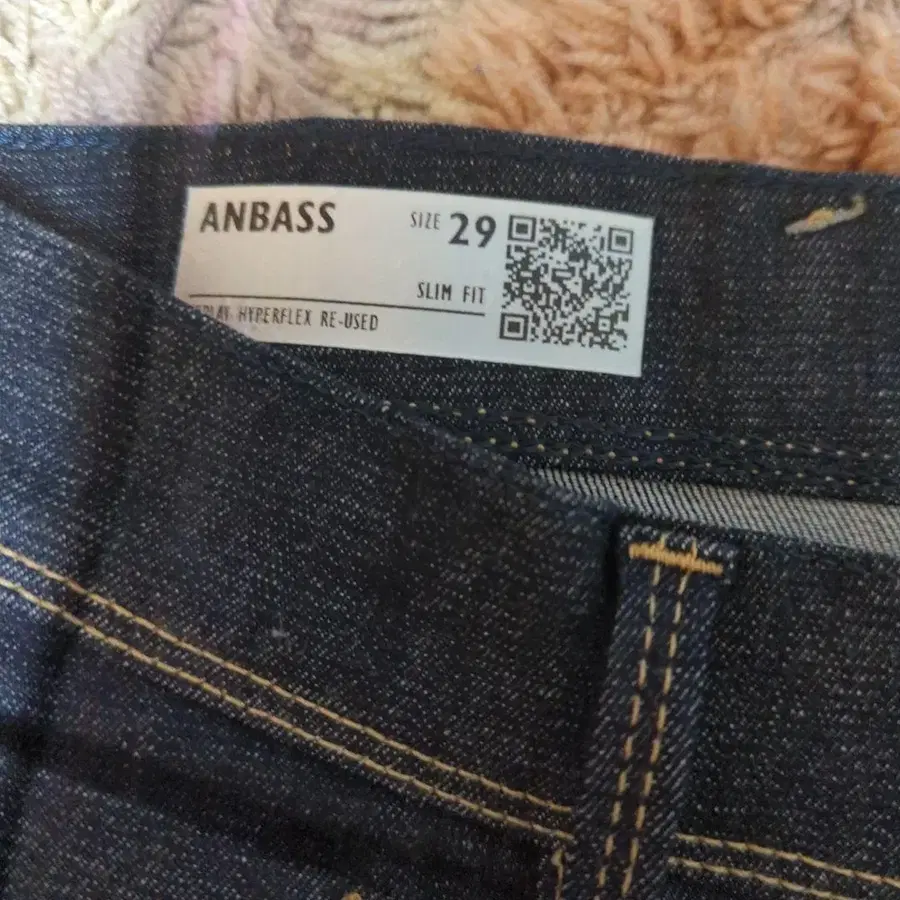 ANBASS
SIZE 29
SLIM FIT
HYPERFLEX RE-USED